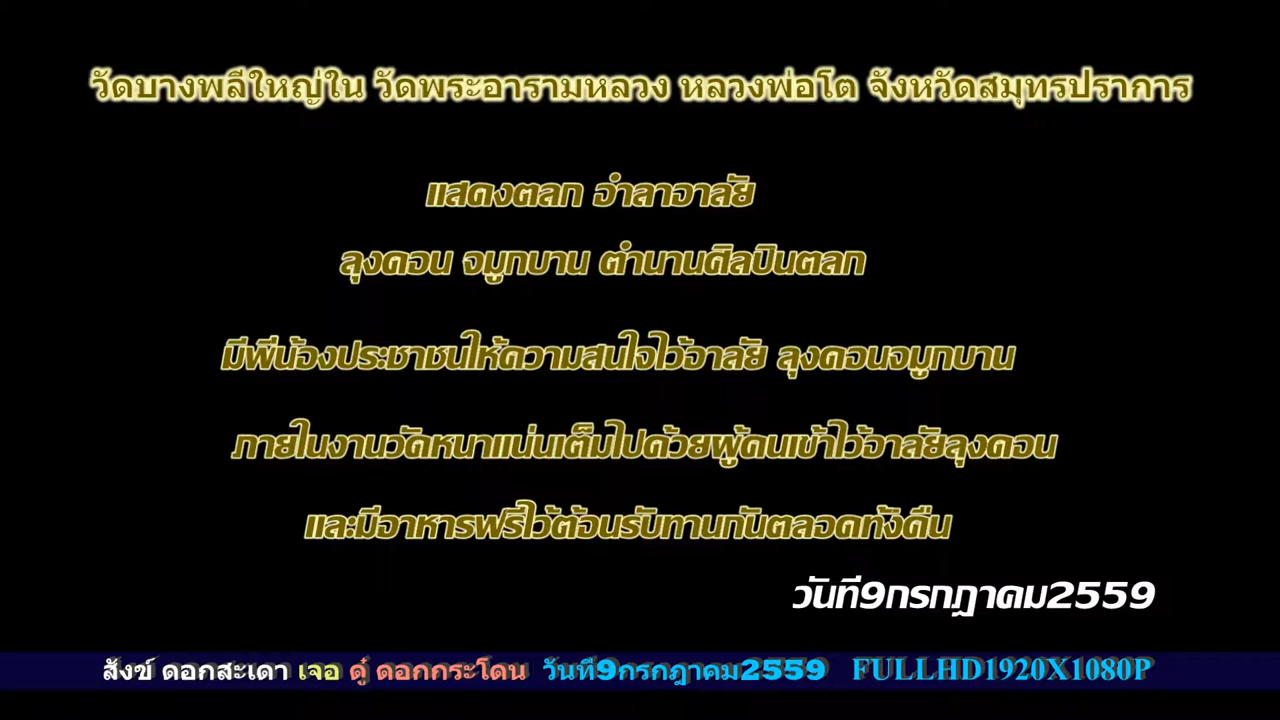 วัดบางพลีใหญ่ใน วัดพระอารามหลวง หลวงพ่อโต จังหวัดสมุทรปราการ
แสดงตลก อำลาอาลัย
ลุงดอน จมูกบาน ตำนานศิลปินตลก
มีพี่น้องประชาชนให้ความสนใจไว้อาลัย ลุงดอนจมูกบาน
ภายในงานวัดหนาแน่นเต็มไปด้วยผู้คนเข้าไว้อาลัยลุงดอน
และมีอาหารฟรีไว้ต้อนรับทานกันตลอดทั้งคืน
วันที่9กรกฎาคม2559
สังข์ ดอกสะเดา เจอ ดู๋ ดอกกระโดน วันที่9กรกฎาคม2559 FULLHD1920X1080P